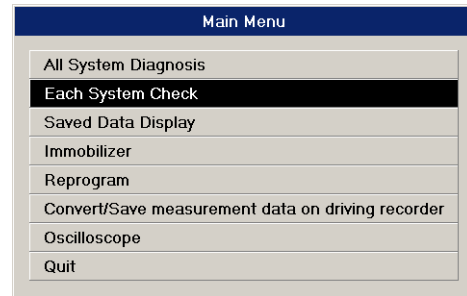 Main Menu
All System Diagnosis
Each System Check
Saved Data Display
Immobilizer
Reprogram
Convert/Save measurement data on driving recorder
Oscilloscope
Quit